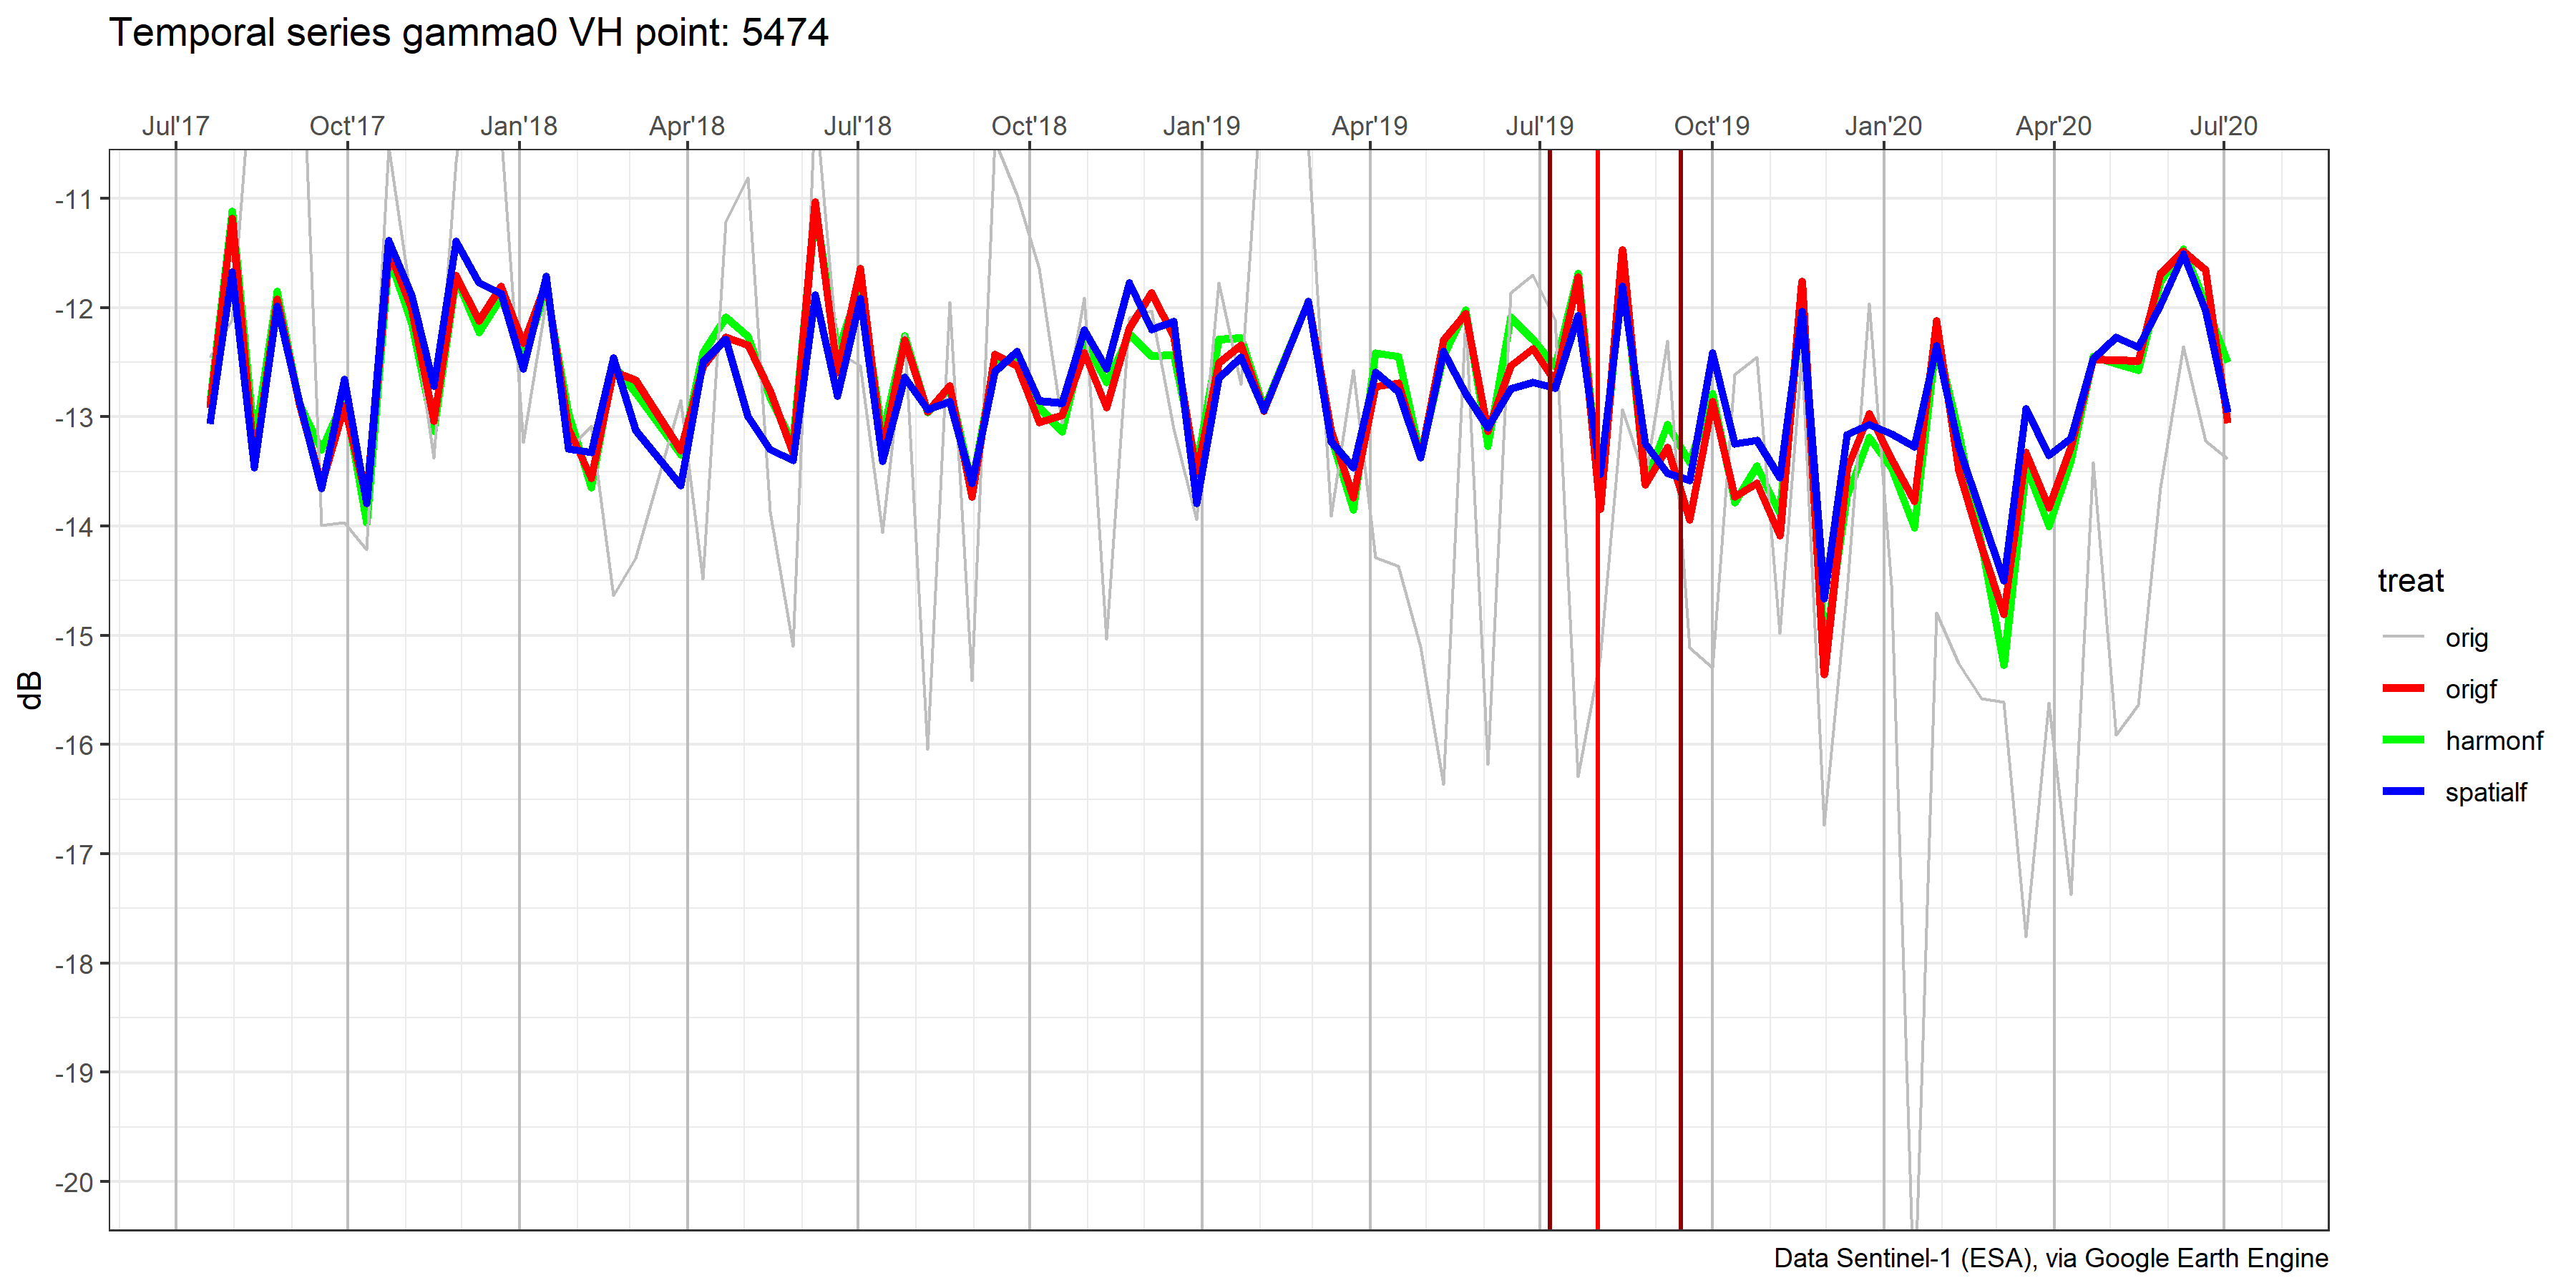 Temporal series gamma0 VH point: 5474
Jul'17 Oct'17 Jan'18 Apr'18 Jul'18 Oct'18 Jan'19 Apr'19 Jul'19 Oct'19 Jan'20 Apr'20 Jul'20
-11
-12
-13
-14
-15
-16
-17
-18
-19
-20
dB
treat
orig
origf
harmonf
spatialf
Data Sentinel-1 (ESA), via Google Earth Engine